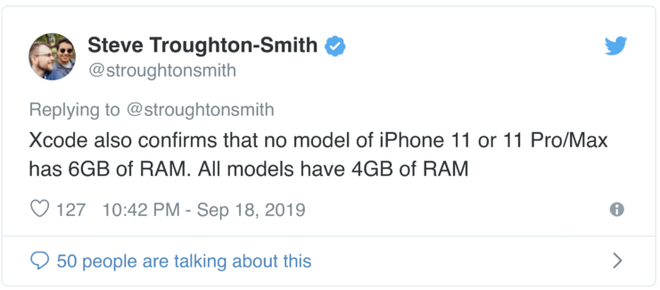 Steve Troughton-Smith
@stroughtonsmith
Replying to @stroughtonsmith
Xcode also confirms that no model of iPhone 11 or 11 Pro/Max
has 6GB of RAM. All models have 4GB of RAM
127 10:42 PM - Sep 18, 2019
50 people are talking about this